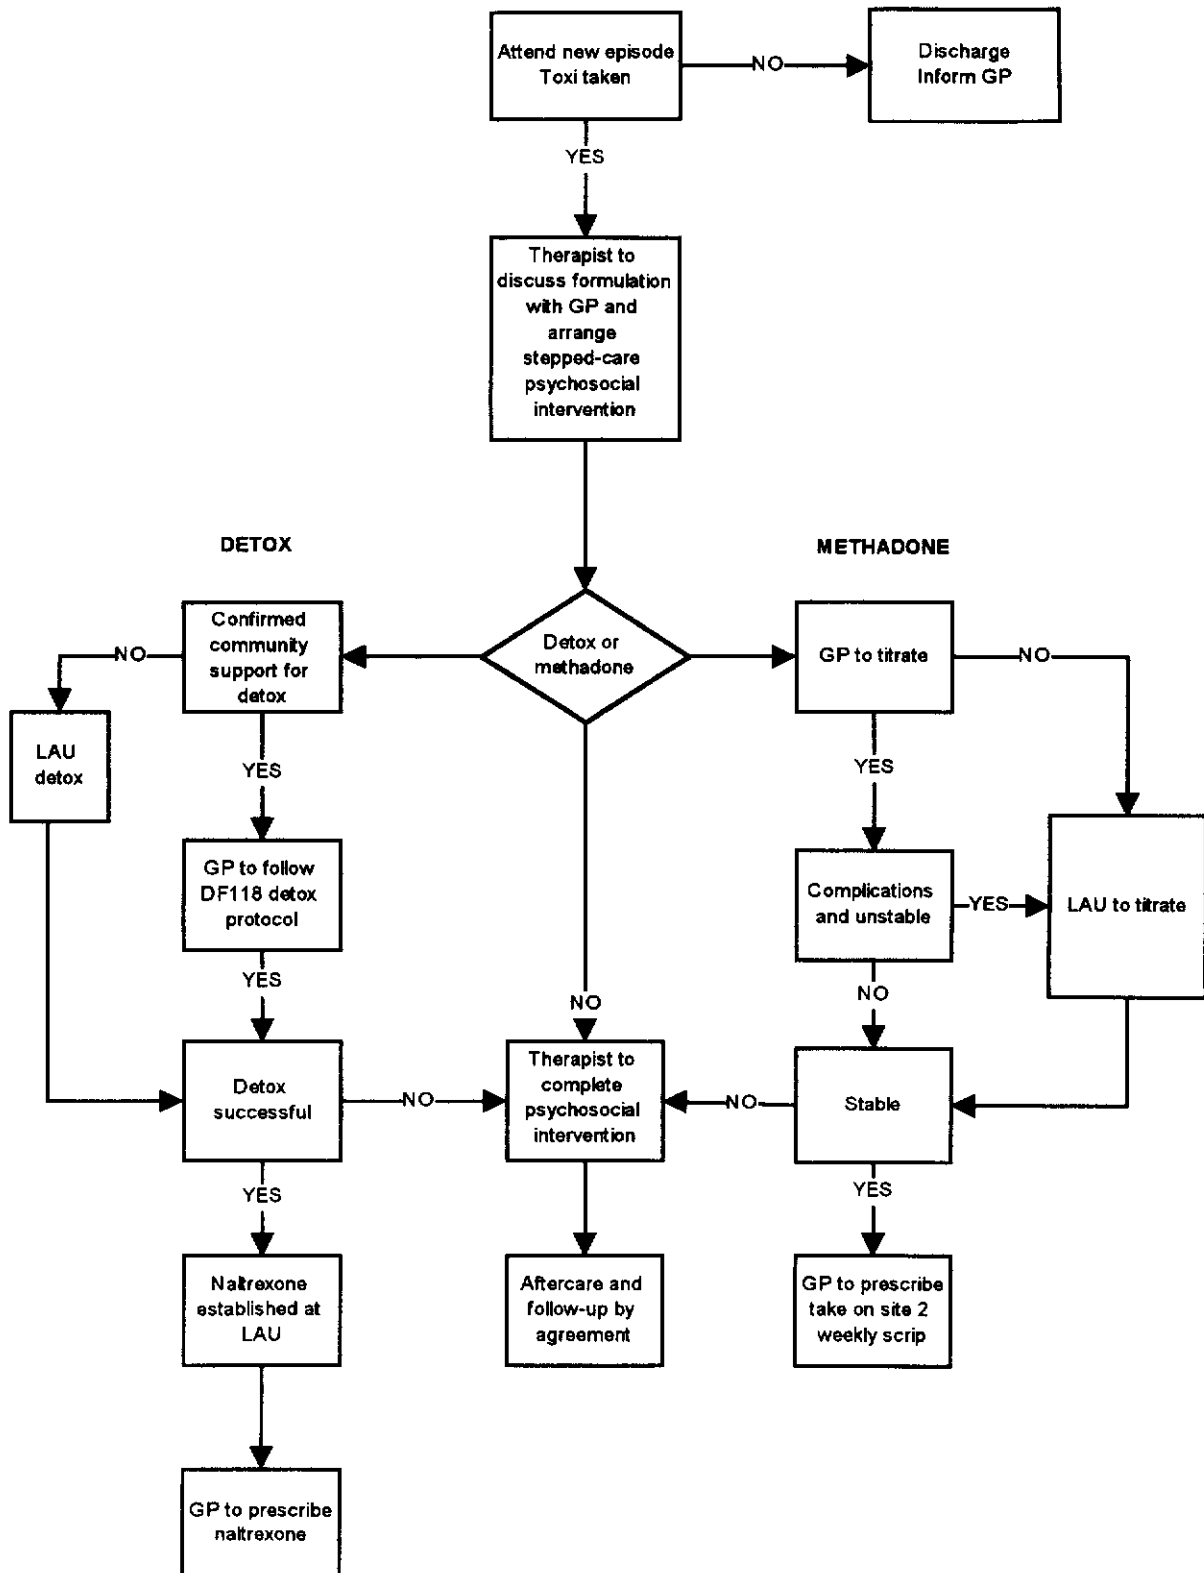 Attend new episode
Toxi taken
NO
Discharge
Inform GP
YES
Therapist to
discuss formulation
with GP and
arrange
stepped-care
psychosocial
intervention
DETOX
METHADONE
Confirmed
community
support for
detox
NO
Detox or
methadone
GP to titrate
NO
LAU
detox
YES
YES
GP to follow
DF118 detox
protocol
Complications
and unstable
YES
LAU to titrate
YES
NO
NO
Detox
successful
NO
Therapist to
complete
psychosocial
intervention
NO
Stable
YES
YES
Naltrexone
established at
LAU
Aftercare and
follow-up by
agreement
GP to prescribe
take on site 2
weekly scrip
GP to prescribe
naltrexone